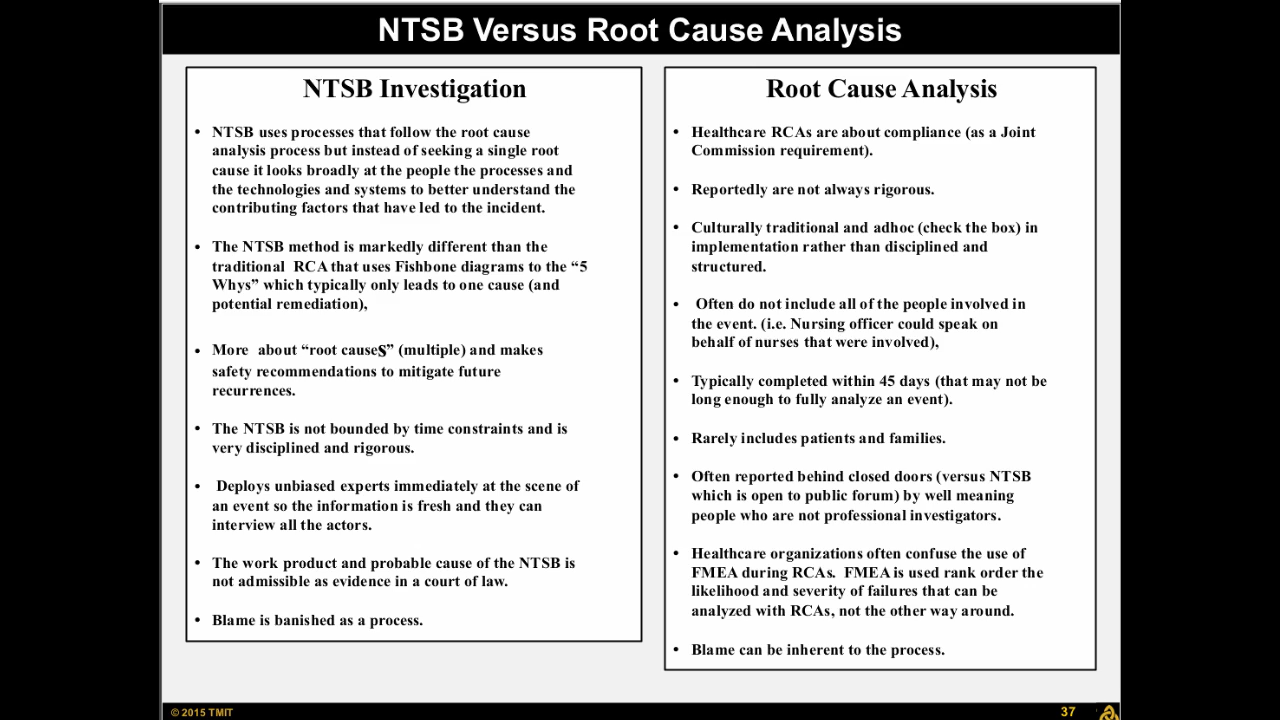 NTSB Versus Root Cause Analysis
NTSB Investigation
• NTSB uses processes that follow the root cause
analysis process but instead of seeking a single root
cause it looks broadly at the people the processes and
the technologies and systems to better understand the
contributing factors that have led to the incident.
• The NTSB method is markedly different than the
traditional RCA that uses Fishbone diagrams to the “5
Whys” which typically only leads to one cause (and
potential remediation),
• More about “root causes” (multiple) and makes
safety recommendations to mitigate future
recurrences.
• The NTSB is not bounded by time constraints and is
very disciplined and rigorous.
• Deploys unbiased experts immediately at the scene of
an event so the information is fresh and they can
interview all the actors.
• The work product and probable cause of the NTSB is
not admissible as evidence in a court of law.
• Blame is banished as a process.
Root Cause Analysis
• Healthcare RCAs are about compliance (as a Joint
Commission requirement).
• Reportedly are not always rigorous.
• Culturally traditional and adhoc (check the box) in
implementation rather than disciplined and
structured.
• Often do not include all of the people involved in
the event. (i.e. Nursing officer could speak on
behalf of nurses that were involved),
• Typically completed within 45 days (that may not be
long enough to fully analyze an event).
• Rarely includes patients and families.
• Often reported behind closed doors (versus NTSB
which is open to public forum) by well meaning
people who are not professional investigators.
• Healthcare organizations often confuse the use of
FMEA during RCAs. FMEA is used rank order the
likelihood and severity of failures that can be
analyzed with RCAs, not the other way around.
• Blame can be inherent to the process.
© 2015 TMIT
37